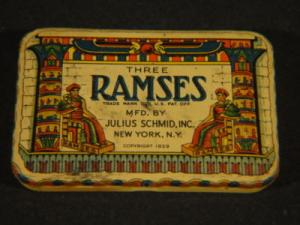 THREE
RAMSES
TRADE MARK REG. U.S. PAT. OFF.
MFD. BY
JULIUS SCHMID, INC.
NEW YORK, N.Y.
COPYRIGHT 1929